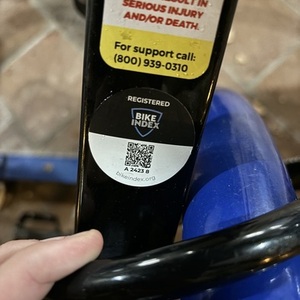 SERIOUS INJURY
AND/OR DEATH.
For support call:
(800) 939-0310
REGISTERED
BIKE
INDEX
A 2423 B
bikeindex.org